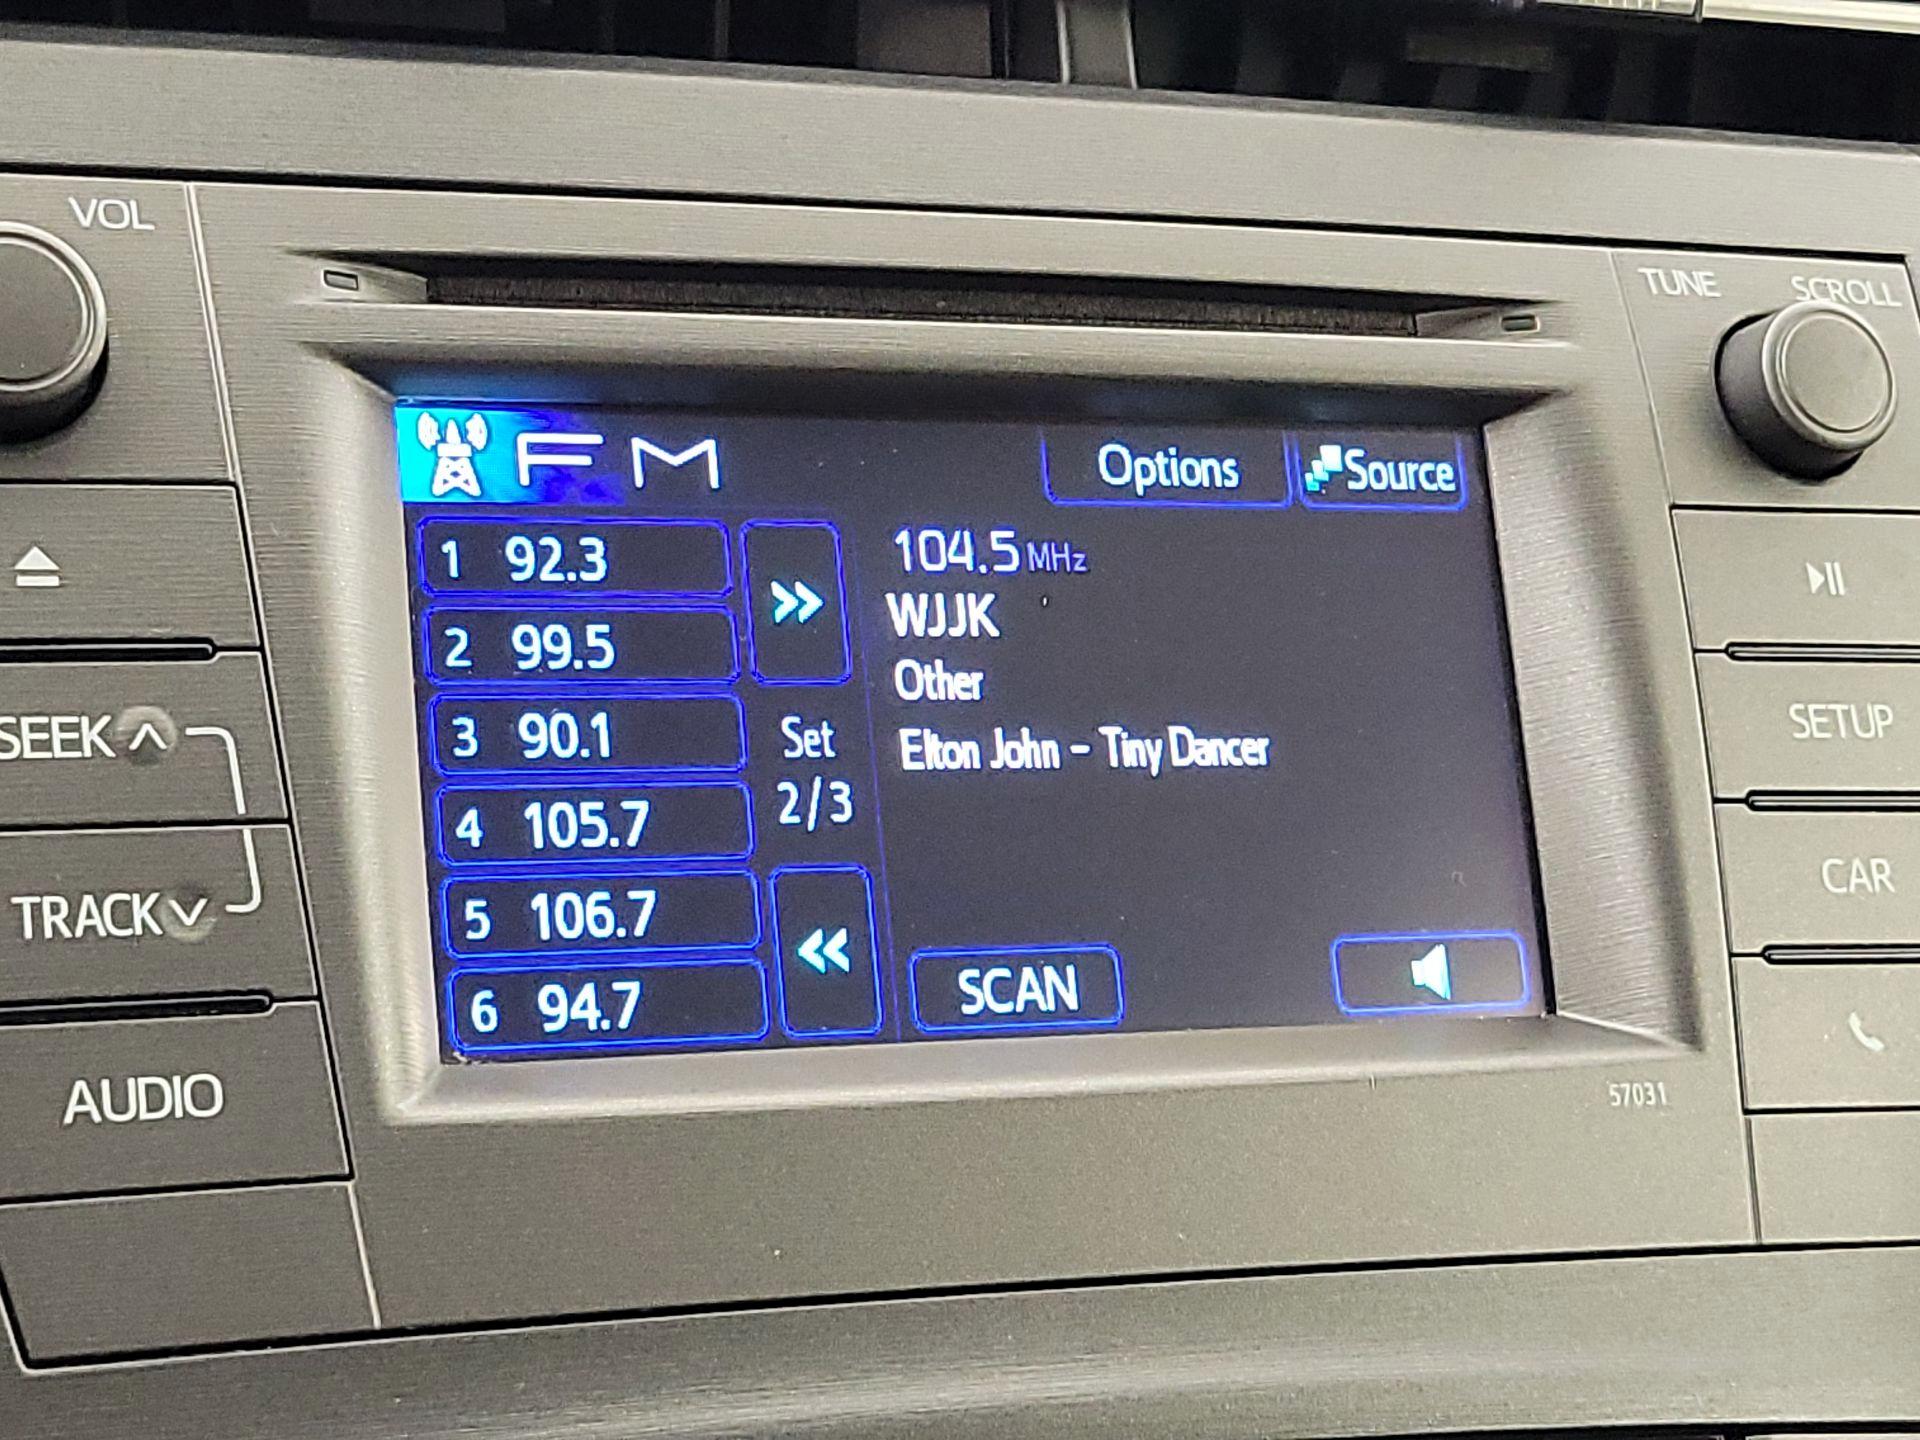 VOL
TUNE SCROLL
FM Options Source
1 92.3
2 99.5
3 90.1
4 105.7
5 106.7
6 94.7
Set
2/3
104.5 MHz
WJJK
Other
Elton John - Tiny Dancer
SCAN
SEEK
TRACK
AUDIO
SETUP
CAR
57031